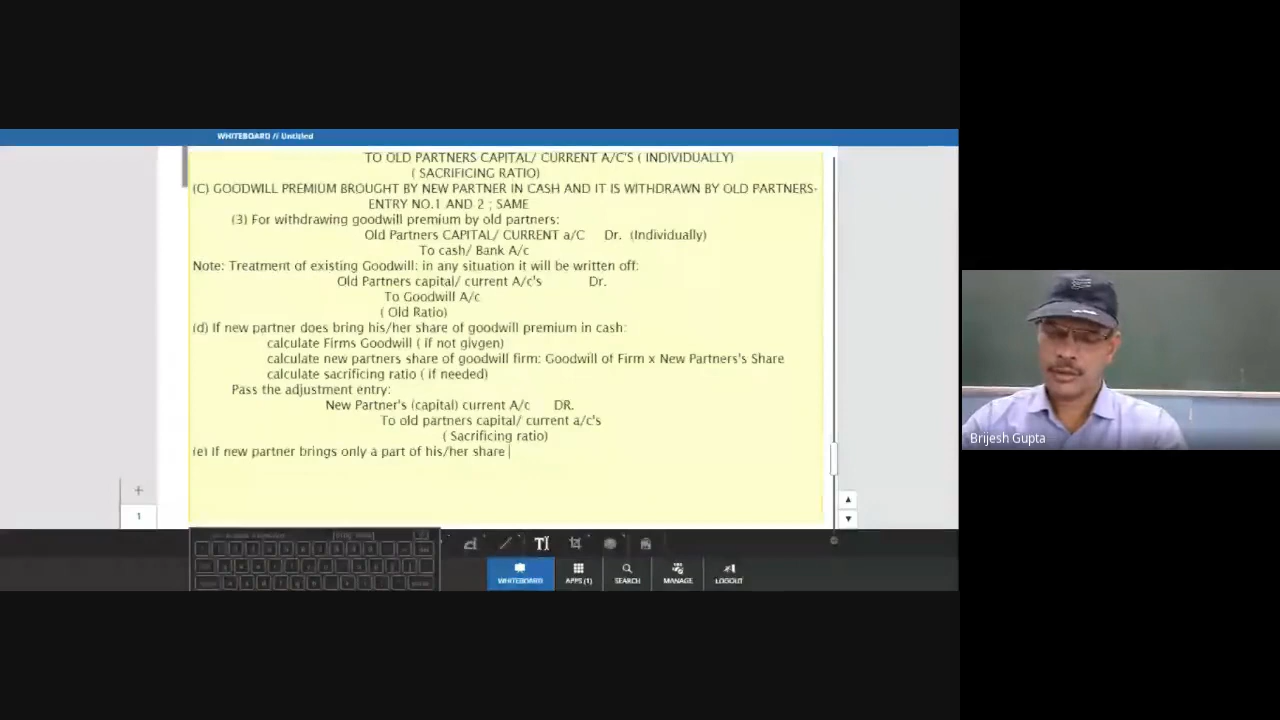 WHITEBOARD // Untitled
TO OLD PARTNERS CAPITAL/ CURRENT A/C'S ( INDIVIDUALLY)
( SACRIFICING RATIO)
(C) GOODWILL PREMIUM BROUGHT BY NEW PARTNER IN CASH AND IT IS WITHDRAWN BY OLD PARTNERS-
ENTRY NO.1 AND 2 ; SAME
(3) For withdrawing goodwill premium by old partners:
Old Partners CAPITAL/ CURRENT a/C Dr. (Individually)
To cash/ Bank A/c
Note: Treatment of existing Goodwill: in any situation it will be written off:
Old Partners capital/ current A/c's Dr.
To Goodwill A/c
( Old Ratio)
(d) If new partner does bring his/her share of goodwill premium in cash:
calculate Firms Goodwill ( if not givgen)
calculate new partners share of goodwill firm: Goodwill of Firm x New Partners's Share
calculate sacrificing ratio ( if needed)
Pass the adjustment entry:
New Partner's (capital) current A/c DR.
To old partners capital/ current a/c's
( Sacrificing ratio)
(e) If new partner brings only a part of his/her share
Brijesh Gupta
1
WHITEBOARD APPS (1) SEARCH MANAGE LOGOUT